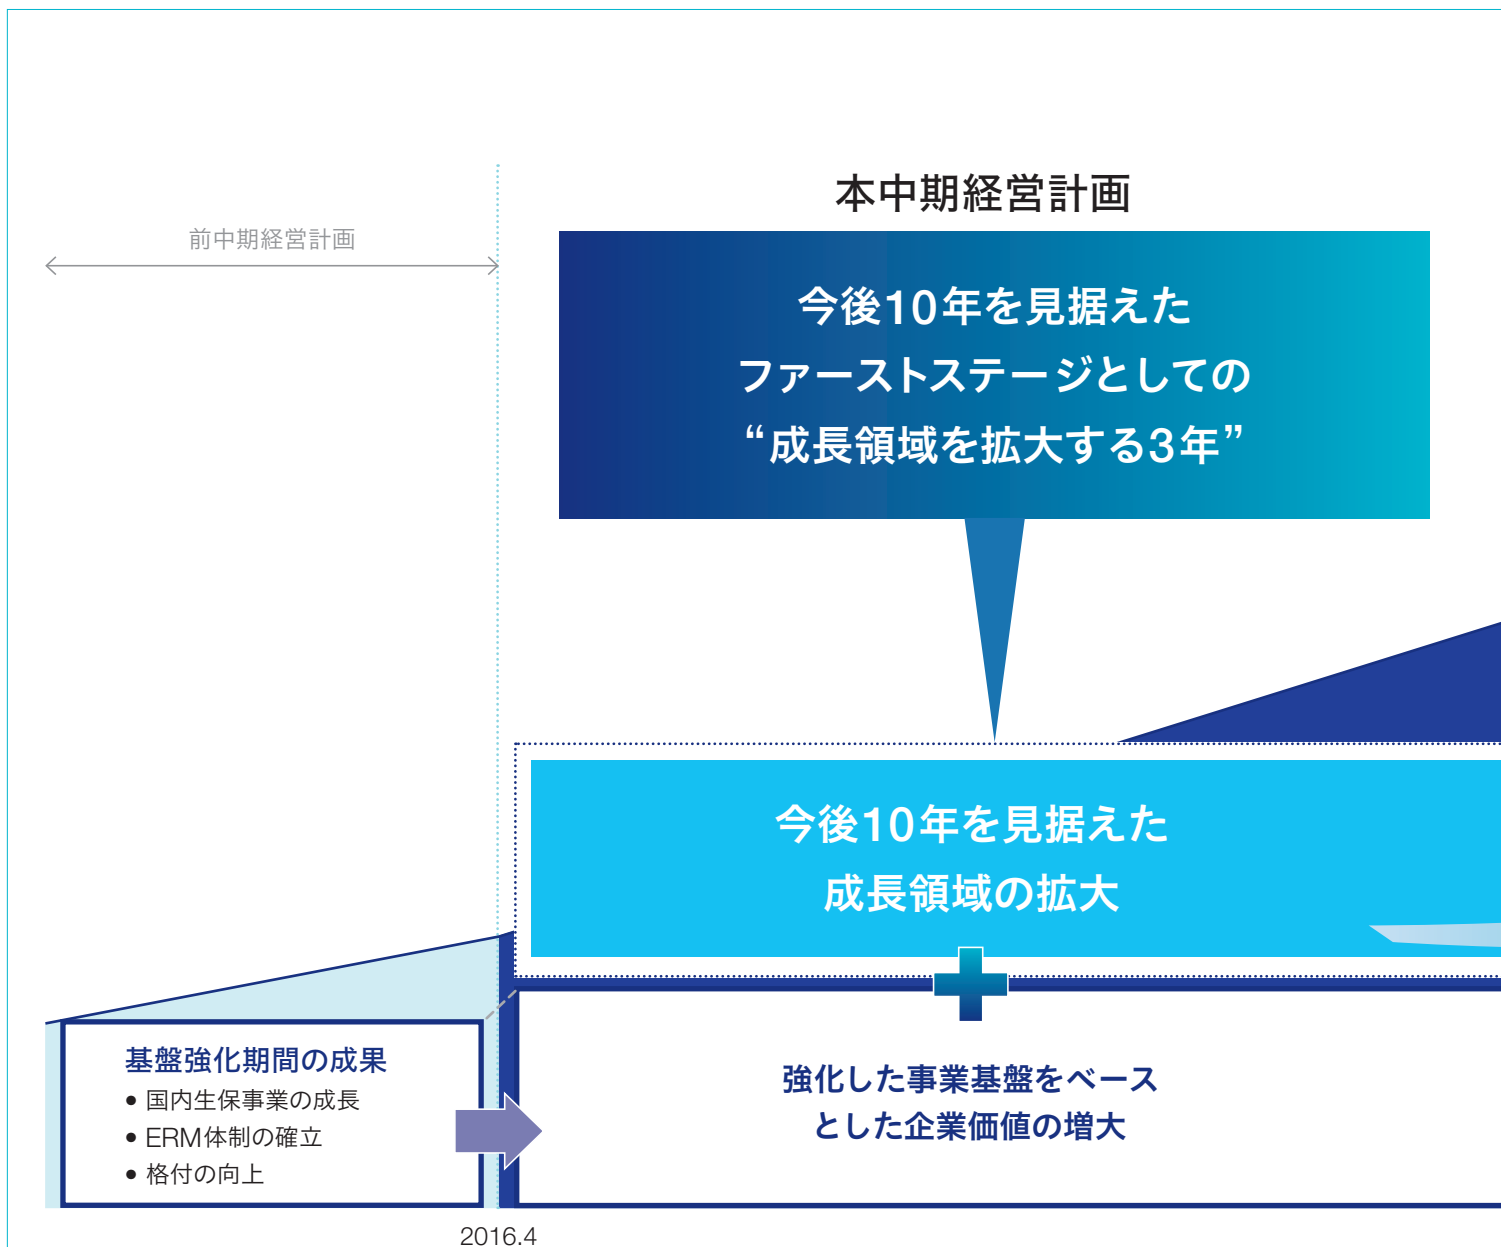 本中期経営計画
前中期経営計画
今後10年を見据えた
ファーストステージとしての
“成長領域を拡大する3年”
今後10年を見据えた
成長領域の拡大
基盤強化期間の成果
• 国内生保事業の成長
• ERM体制の確立
• 格付の向上
強化した事業基盤をベース
とした企業価値の増大
2016.4